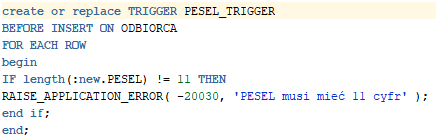 create or replace TRIGGER PESEL_TRIGGER
BEFORE INSERT ON ODBIORCA
FOR EACH ROW
begin
IF length(:new.PESEL) != 11 THEN
RAISE_APPLICATION_ERROR( -20030, 'PESEL musi mieć 11 cyfr' );
end if;
end;